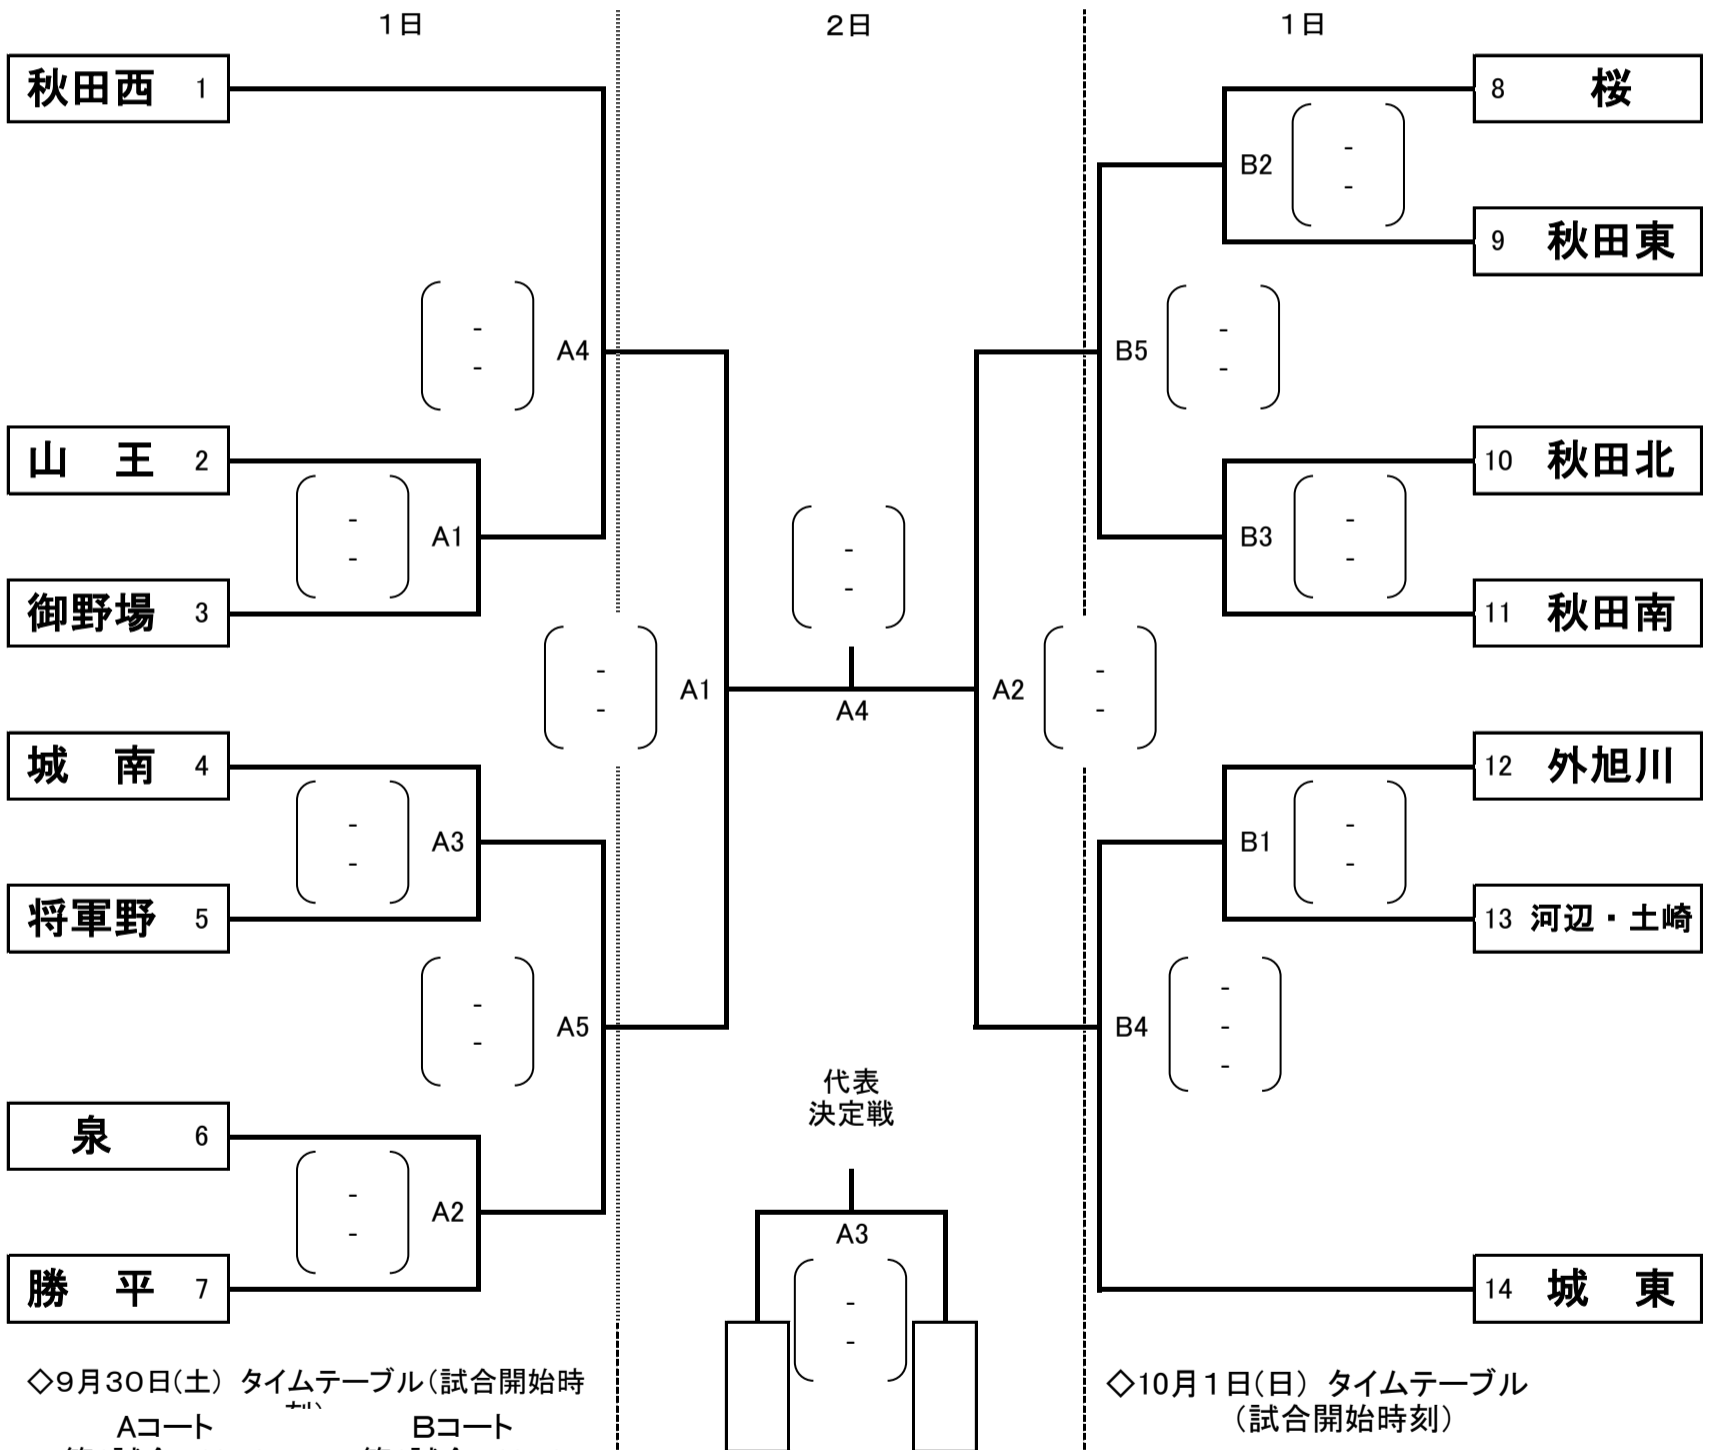 1日
2日
1日
秋田西 1
山 王 2
御野場 3
城 南 4
将軍野 5
泉 6
勝 平 7
A4
-
-
A1
-
-
A3
-
-
A5
-
-
A2
-
-
A1
-
-
-
-
A4
A2
-
-
代表
決定戦
A3
-
-
8 桜
9 秋田東
10 秋田北
11 秋田南
12 外旭川
13 河辺・土崎
14 城 東
B2
-
-
B5
-
-
B3
-
-
B1
-
-
B4
-
-
-
◇9月30日(土) タイムテーブル(試合開始時
Aコート Bコート
◇10月1日(日) タイムテーブル
(試合開始時刻)